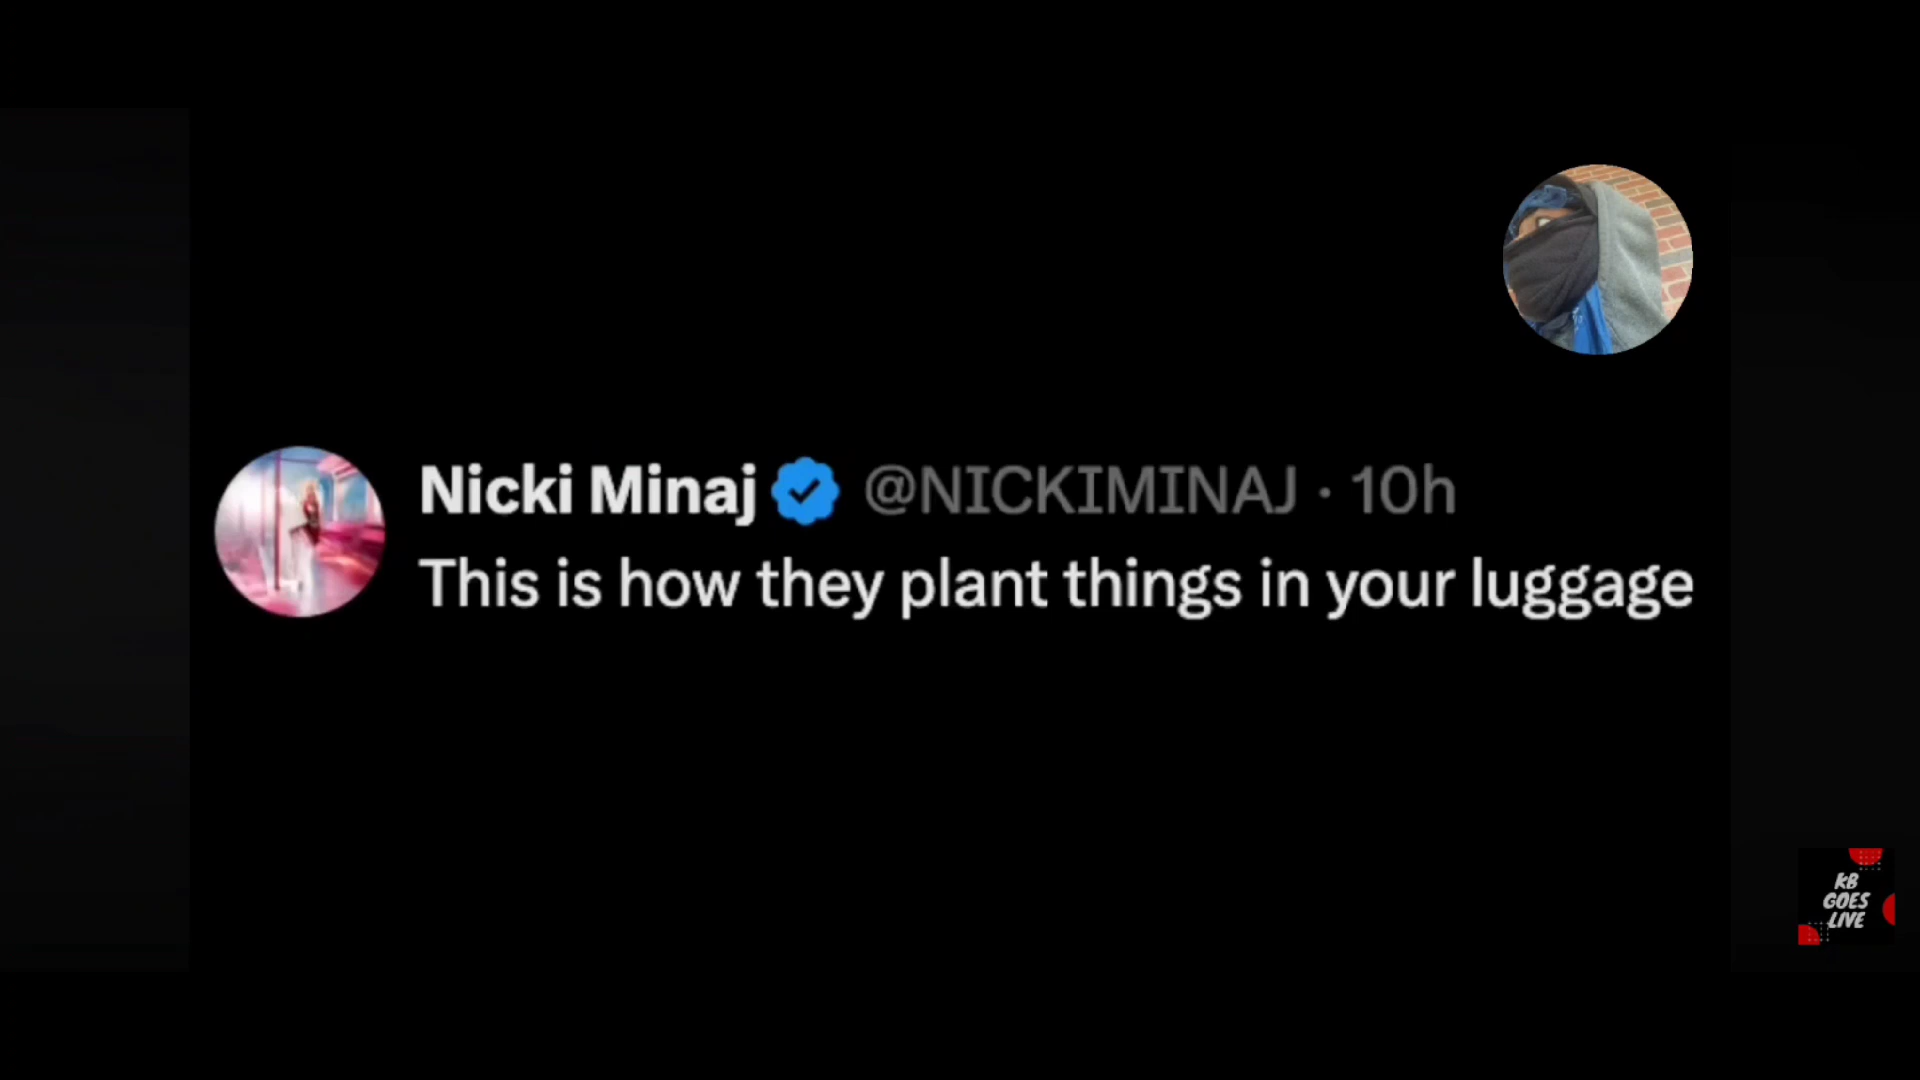 Nicki Minaj @NICKIMINAJ · 10h
This is how they plant things in your luggage
KB
GOES
LIVE